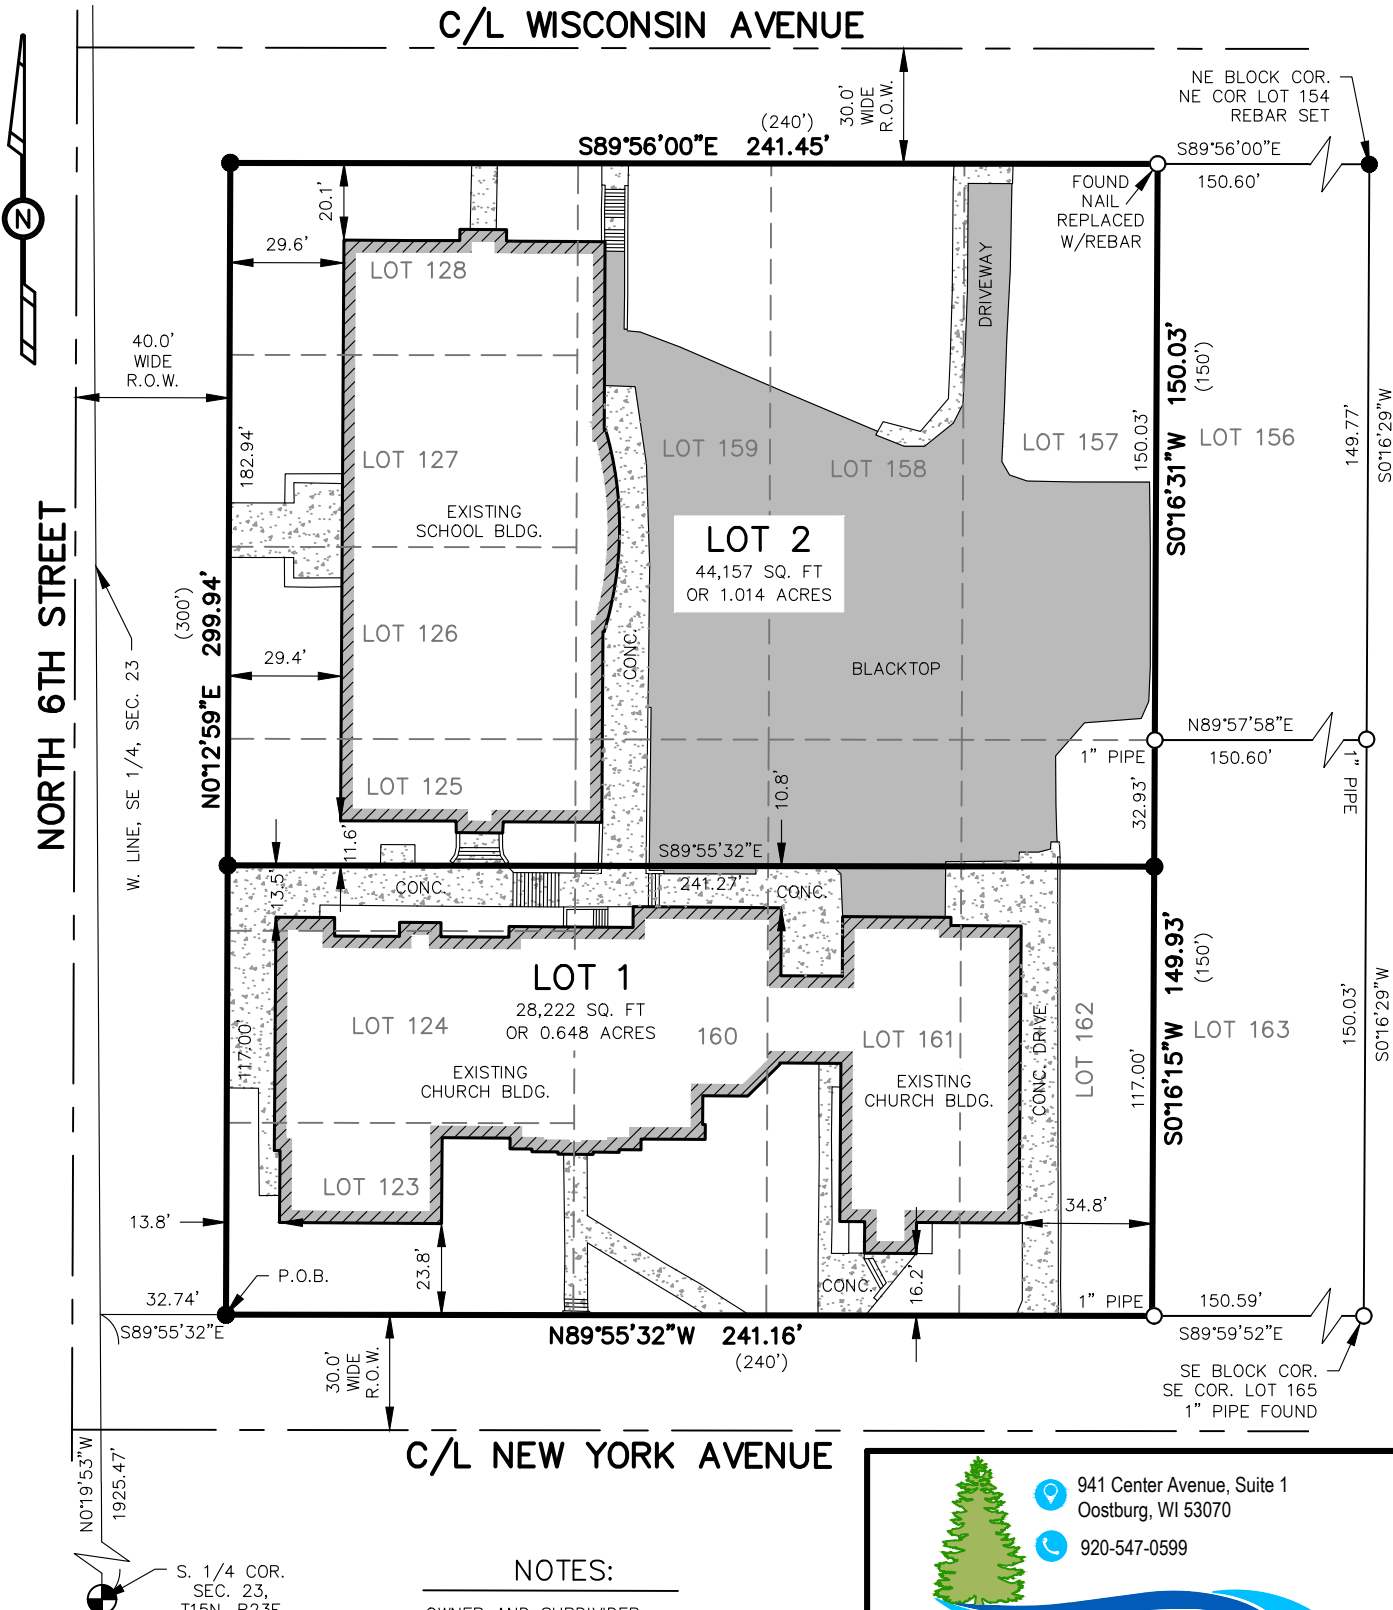 C/L WISCONSIN AVENUE
NE BLOCK COR.
NE COR LOT 154
REBAR SET
30.0'
WIDE
R.O.W.
(240')
S89°56'00"E 241.45'
S89°56'00"E
150.60'
FOUND
NAIL
REPLACED
W/REBAR
N
20.1'
29.6'
LOT 128
DRIVEWAY
40.0'
WIDE
R.O.W.
S0°16'31"W 150.03'
(150')
150.03'
149.77'
S0°16'29"W
182.94'
LOT 127
LOT 159
LOT 158
LOT 157
LOT 156
EXISTING
SCHOOL BLDG.
LOT 2
44,157 SQ. FT
OR 1.014 ACRES
NORTH 6TH STREET
W. LINE, SE 1/4, SEC. 23
N0°12'59"E 299.94'
(300')
LOT 126
29.4'
CONC.
BLACKTOP
N89°57'58"E
150.60'
1" PIPE
1" PIPE
LOT 125
10.8'
32.93'
11.6'
S89°55'32"E
241.27'
13.5'
CONC.
CONC.
LOT 1
28,222 SQ. FT
OR 0.648 ACRES
S0°16'15"W 149.93'
(150')
150.03'
S0°16'29"W
117.00'
LOT 124
160
LOT 161
CONC. DRIVE
LOT 162
117.00'
LOT 163
EXISTING
CHURCH BLDG.
EXISTING
CHURCH BLDG.
LOT 123
13.8'
34.8'
23.8'
16.2'
CONC.
P.O.B.
32.74'
S89°55'32"E
1" PIPE
150.59'
S89°59'52"E
N89°55'32"W 241.16'
(240')
30.0'
WIDE
R.O.W.
SE BLOCK COR.
SE COR. LOT 165
1" PIPE FOUND
C/L NEW YORK AVENUE
N0°19'53"W
1925.47'
941 Center Avenue, Suite 1
Oostburg, WI 53070
920-547-0599
S. 1/4 COR.
SEC. 23,
T15N, R23E
NOTES:
OWNER AND SUBDIVIDER